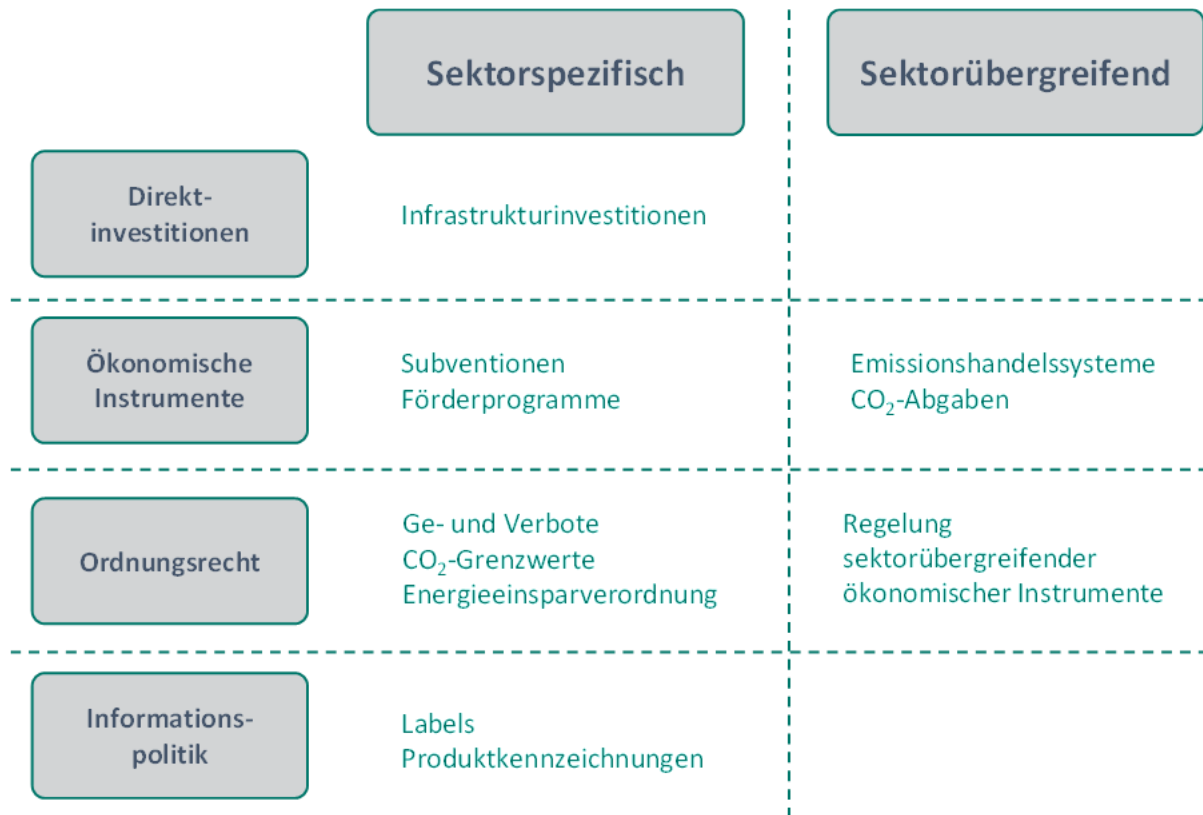 Sektorspezifisch
Sektorübergreifend
Direkt-
investitionen
Infrastrukturinvestitionen
Ökonomische
Instrumente
Subventionen
Förderprogramme
Emissionshandelssysteme
CO₂-Abgaben
Ordnungsrecht
Ge- und Verbote
CO₂-Grenzwerte
Energieeinsparverordnung
Regelung
sektorübergreifender
ökonomischer Instrumente
Informations-
politik
Labels
Produktkennzeichnungen